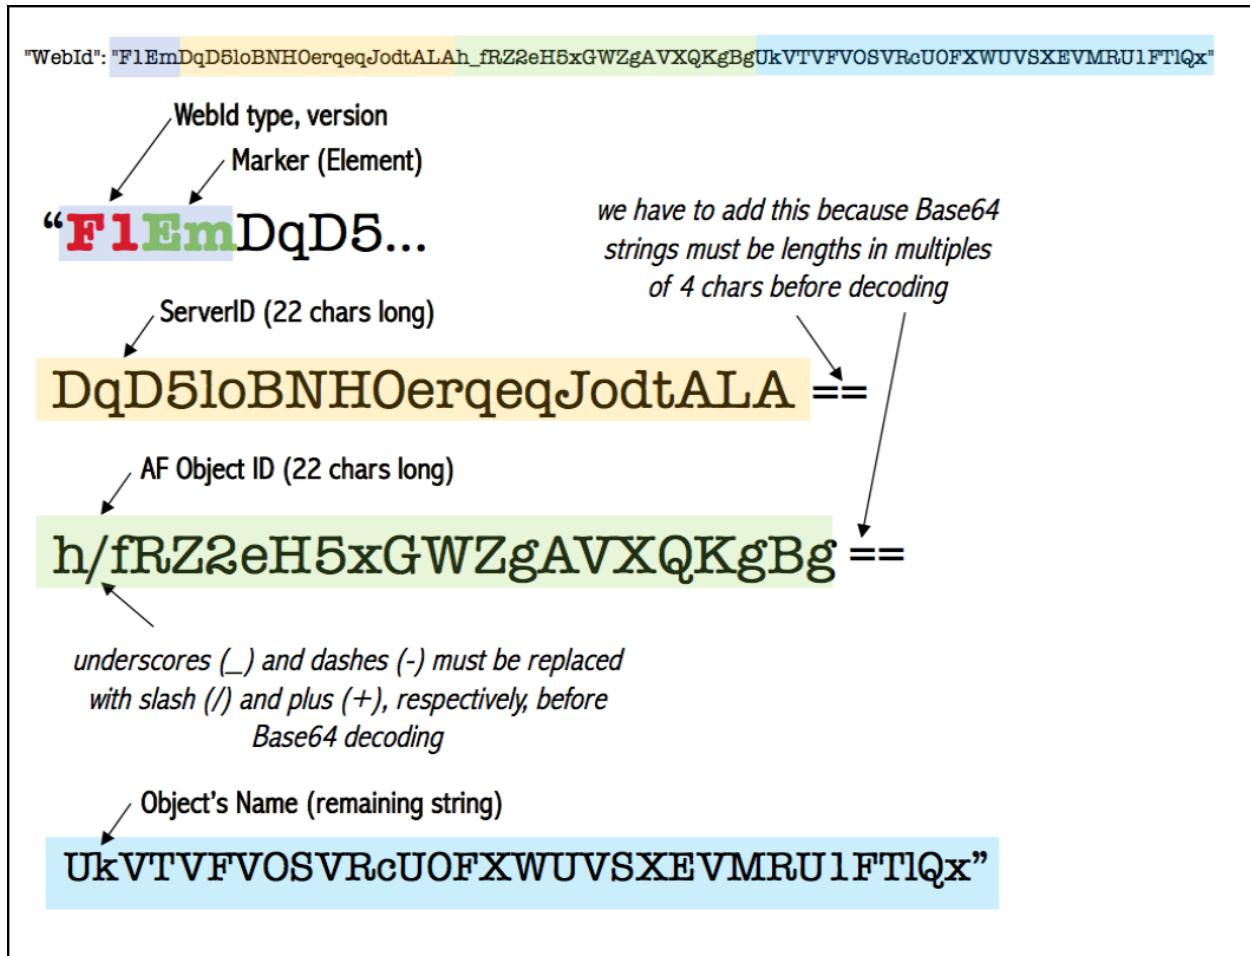 "WebId": "F1EmDqD5loBNH0erqeqJodtALAh_fRZ2eH5xGWZgAVXQKgBgUkVTVFVOSVRcU0FXWUVSXEVMRU1FTlQx"
WebId type, version
Marker (Element)
“F1EmDqD5...
we have to add this because Base64
strings must be lengths in multiples
of 4 chars before decoding
ServerID (22 chars long)
DqD5loBNH0erqeqJodtALA ==
AF Object ID (22 chars long)
h/fRZ2eH5xGWZgAVXQKgBg ==
underscores (_) and dashes (-) must be replaced
with slash (/) and plus (+), respectively, before
Base64 decoding
Object’s Name (remaining string)
UkVTVFVOSVRcU0FXWUVSXEVMRU1FTlQx”